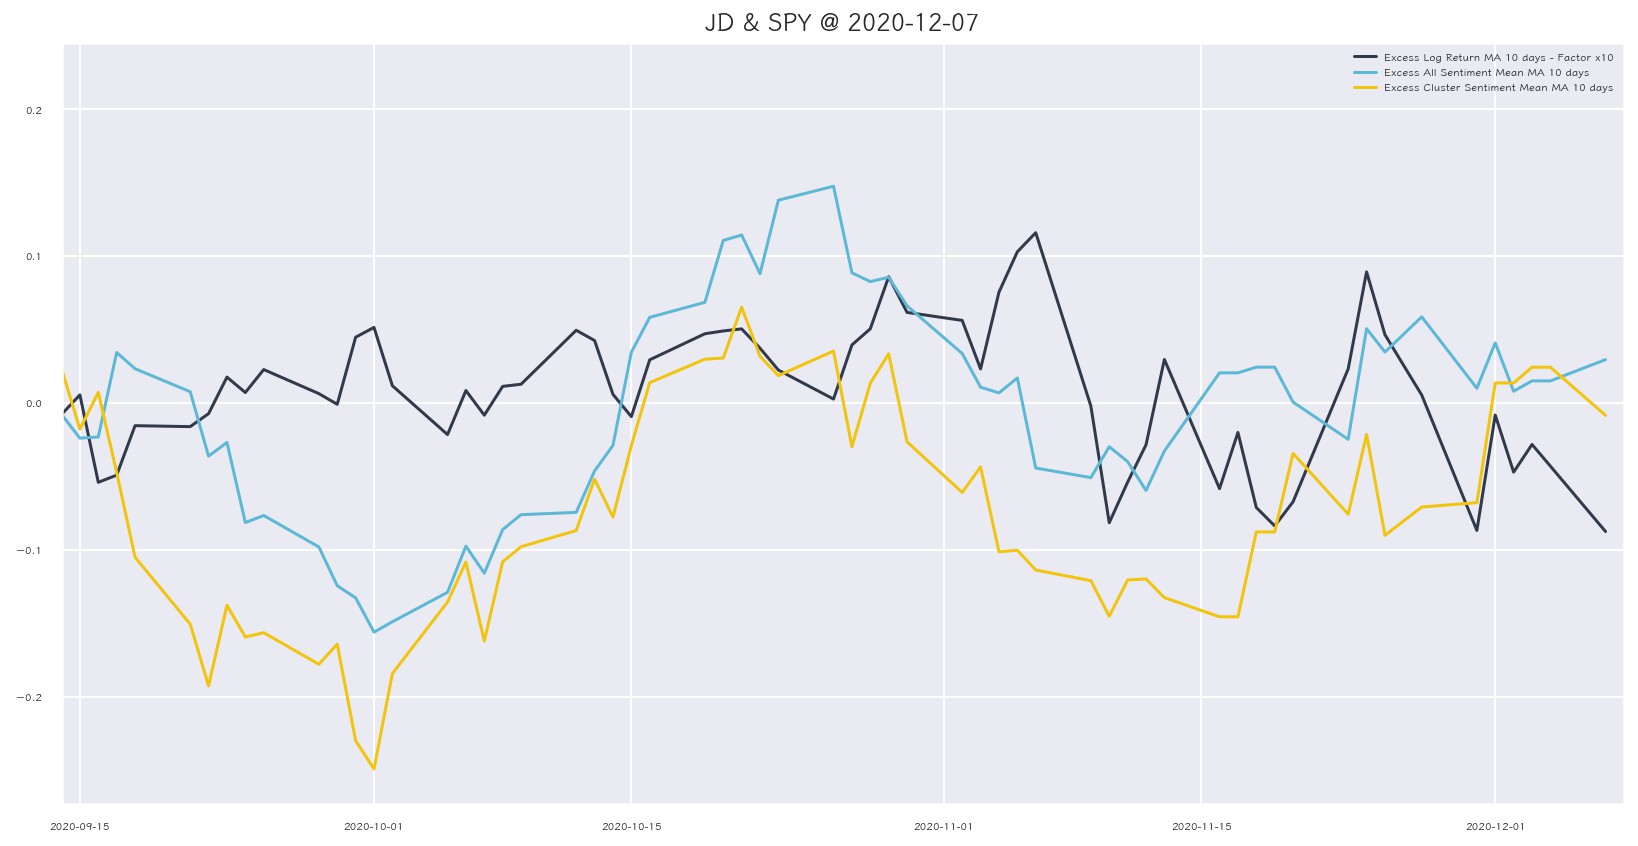 JD & SPY @ 2020-12-07
Excess Log Return MA 10 days - Factor x10
Excess All Sentiment Mean MA 10 days
Excess Cluster Sentiment Mean MA 10 days
0.2
0.1
0.0
−0.1
−0.2
2020-09-15 2020-10-01 2020-10-15 2020-11-01 2020-11-15 2020-12-01